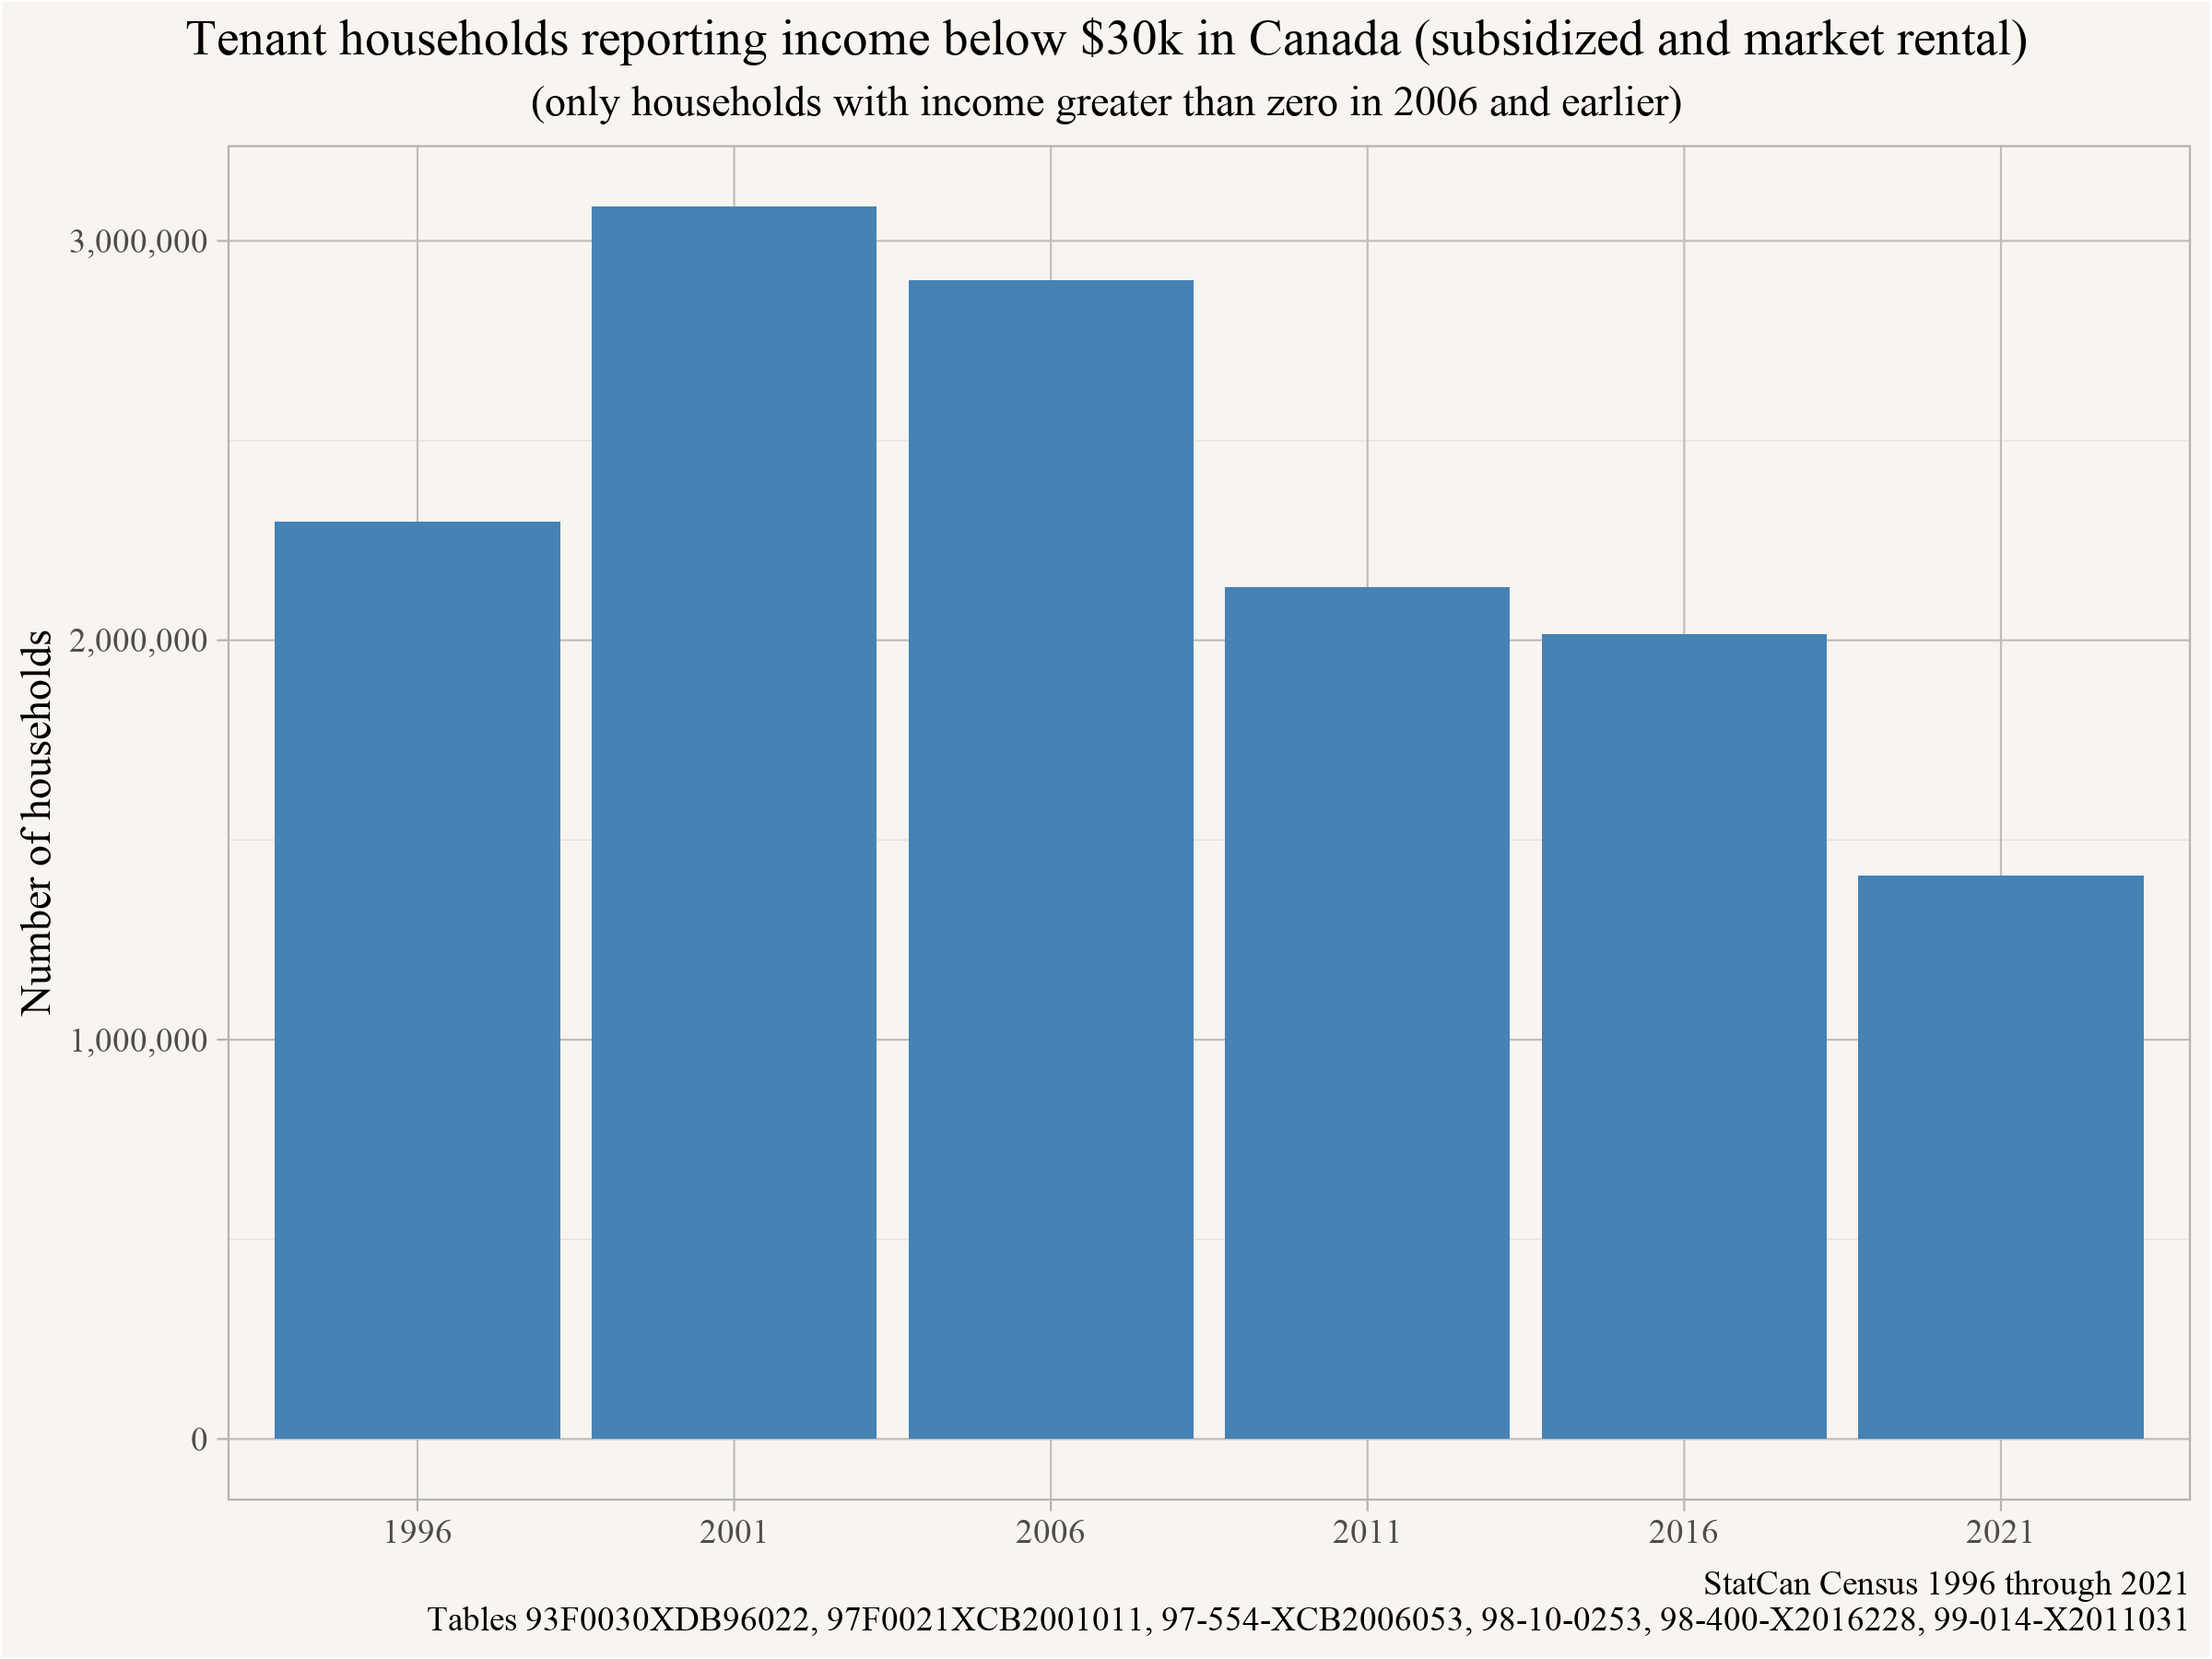 Tenant households reporting income below $30k in Canada (subsidized and market rental)
(only households with income greater than zero in 2006 and earlier)
Number of households
3,000,000
2,000,000
1,000,000
0
1996
2001
2006
2011
2016
2021
StatCan Census 1996 through 2021
Tables 93F0030XDB96022, 97F0021XCB2001011, 97-554-XCB2006053, 98-10-0253, 98-400-X2016228, 99-014-X2011031